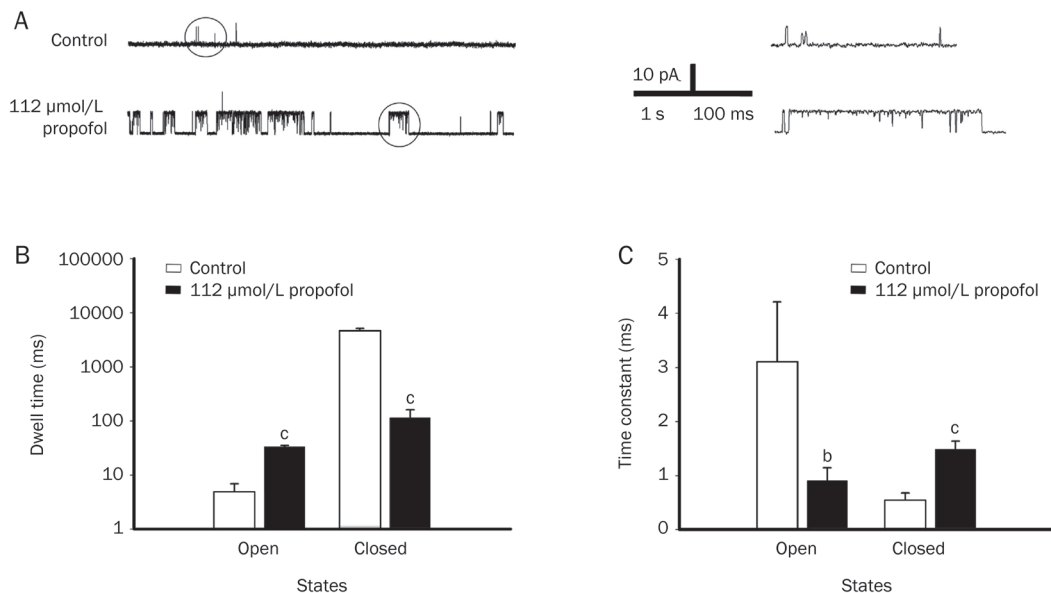 A
Control
112 µmol/L
propofol
10 pA
1 s
100 ms
B
100000
10000
1000
100
10
1
Dwell time (ms)
Control
112 µmol/L propofol
c
c
Open
Closed
States
C
5
4
3
2
1
0
Time constant (ms)
Control
112 µmol/L propofol
b
c
Open
Closed
States